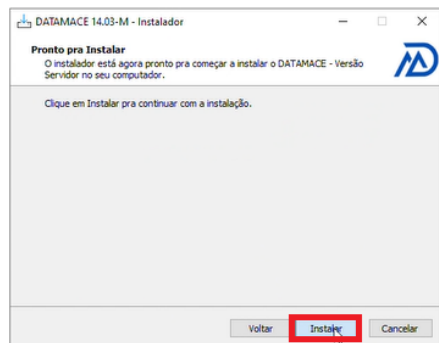 DATAMACE 14.03-M - Instalador
Pronto pra Instalar
O instalador está agora pronto pra começar a instalar o DATAMACE - Versão
Servidor no seu computador.
Clique em Instalar pra continuar com a instalação.
Voltar Instalar Cancelar